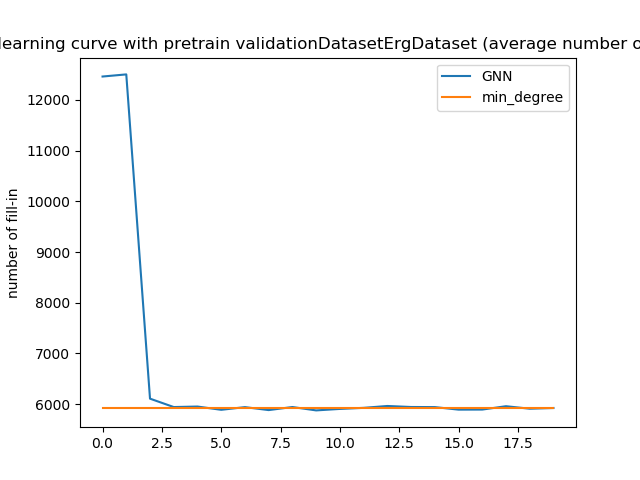 learning curve with pretrain validationDatasetErgDataset (average number o
GNN
min_degree
number of fill-in
12000
11000
10000
9000
8000
7000
6000
0.0 2.5 5.0 7.5 10.0 12.5 15.0 17.5